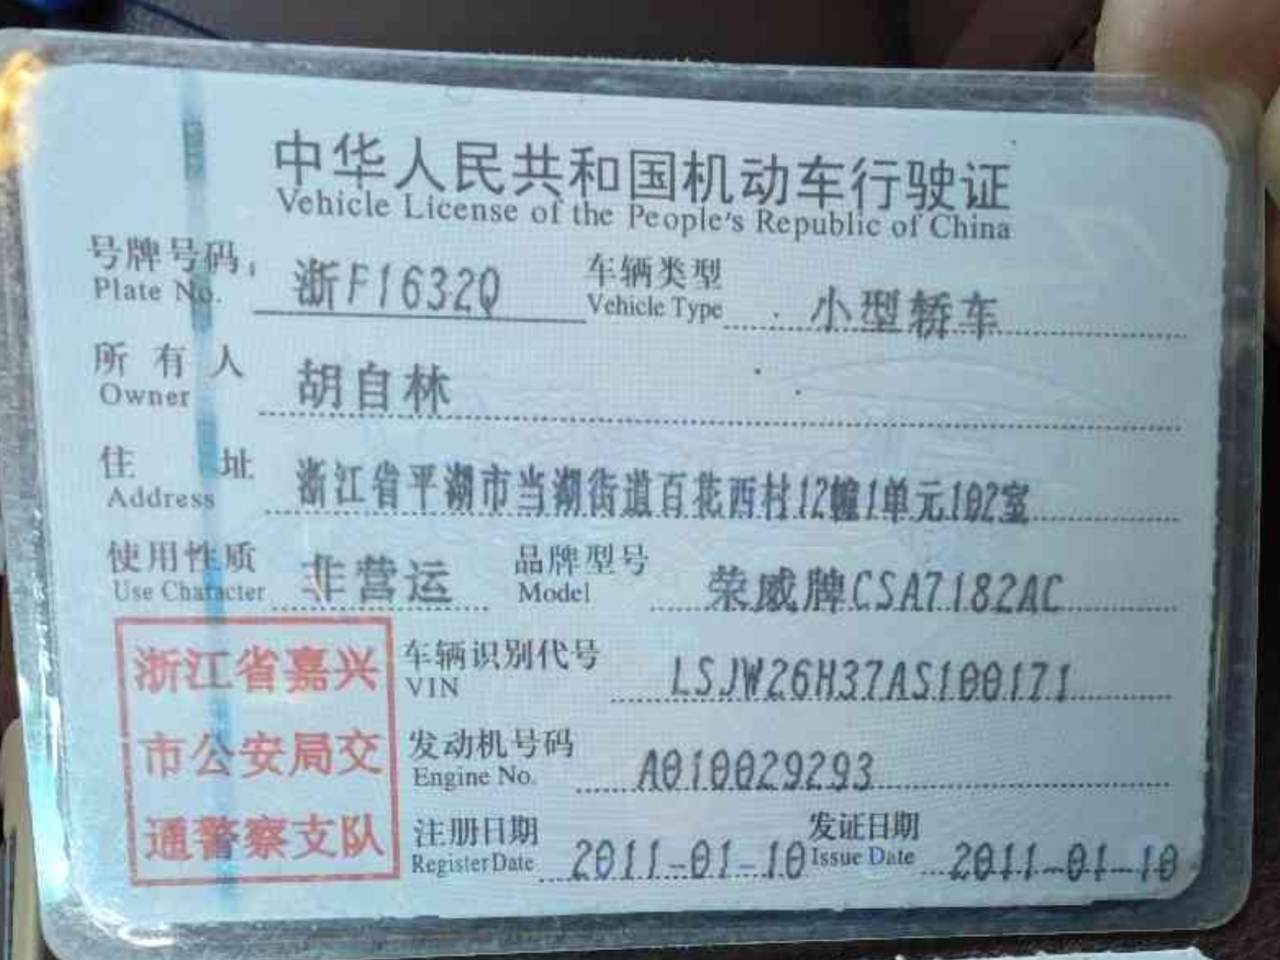 中华人民共和国机动车行驶证
Vehicle License of the People's Republic of China
号牌号码 浙F1632Q 车辆类型 小型轿车
Plate No. Vehicle Type
所有人 胡自林
Owner
住址 浙江省平湖市当湖街道百花西村12幢1单元102室
Address
使用性质 非营运 品牌型号 荣威牌CSA7182AC
Use Character Model
浙江省嘉兴
市公安局交
通警察支队
车辆识别代号 LSJW26H37AS100171
VIN
发动机号码 A010029293
Engine No.
注册日期 2011-01-10 发证日期 2011-01-10
Register Date Issue Date